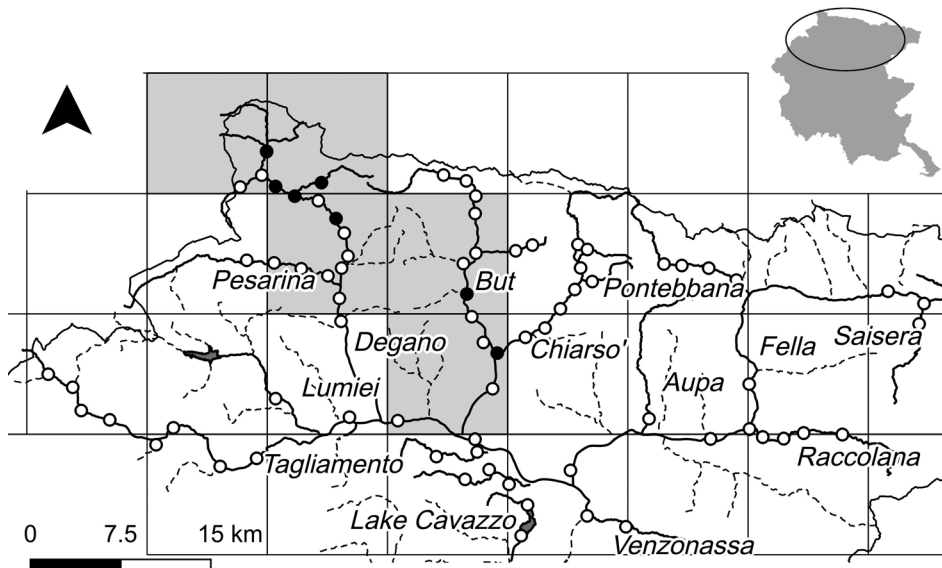 Pesarina
But
Pontebbana
Degano
Chiarso'
Fella
Saisera
Lumiei
Aupa
Tagliamento
Raccolana
Lake Cavazzo
0 7.5 15 km
Venzonassa